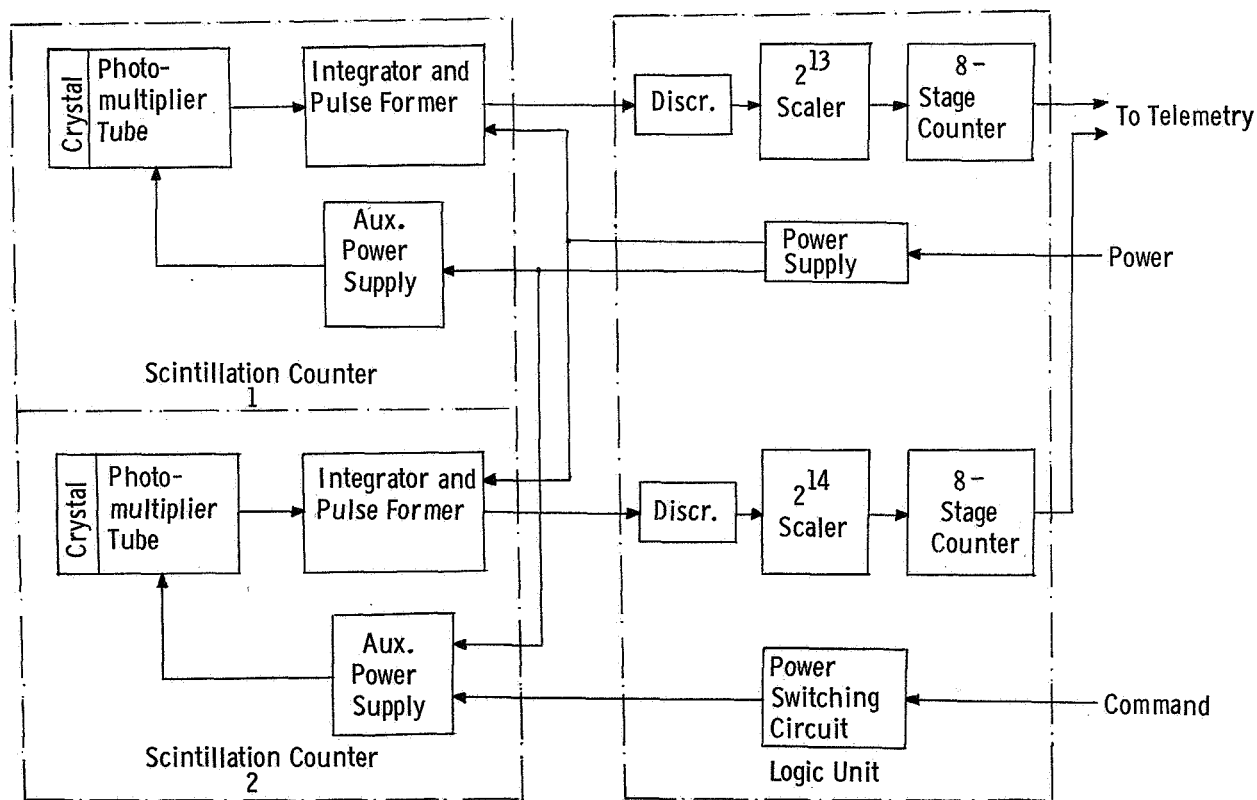 Crystal
Photo-
multiplier
Tube
Integrator and
Pulse Former
Discr.
2^13
Scaler
8-
Stage
Counter
To Telemetry
Aux.
Power
Supply
Power
Supply
Power
Scintillation Counter
1
Crystal
Photo-
multiplier
Tube
Integrator and
Pulse Former
Discr.
2^14
Scaler
8-
Stage
Counter
Aux.
Power
Supply
Power
Switching
Circuit
Command
Scintillation Counter
2
Logic Unit